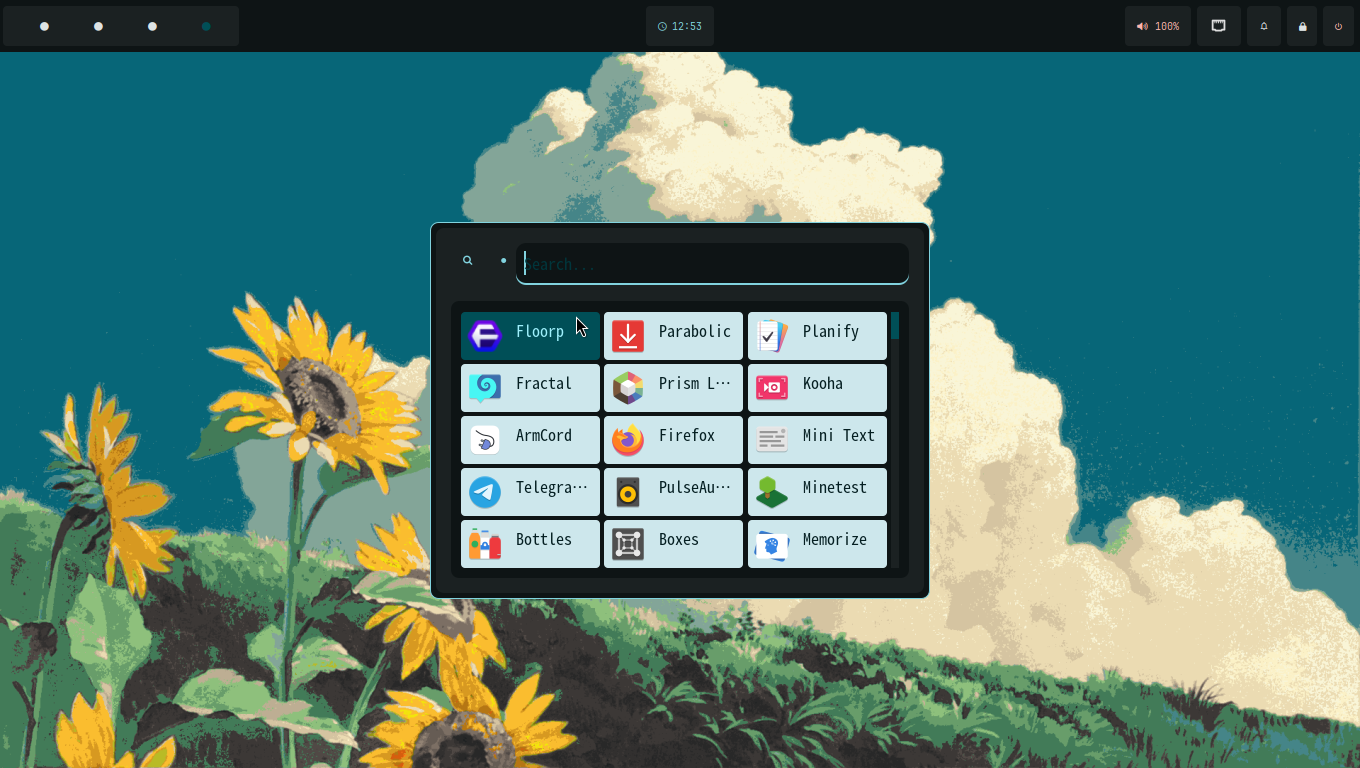 12:53
100%
Search...
Floorp
Parabolic
Planify
Fractal
Prism L···
Kooha
ArmCord
Firefox
Mini Text
Telegra···
PulseAu···
Minetest
Bottles
Boxes
Memorize